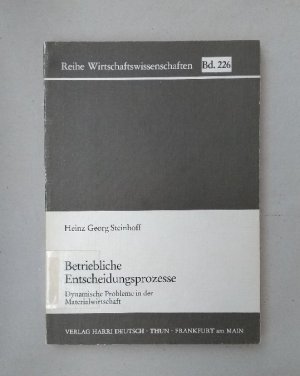 Reihe Wirtschaftswissenschaften Bd. 226
Heinz Georg Steinhoff
Betriebliche
Entscheidungsprozesse
Dynamische Probleme in der
Materialwirtschaft
VERLAG HARRI DEUTSCH · THUN · FRANKFURT am MAIN